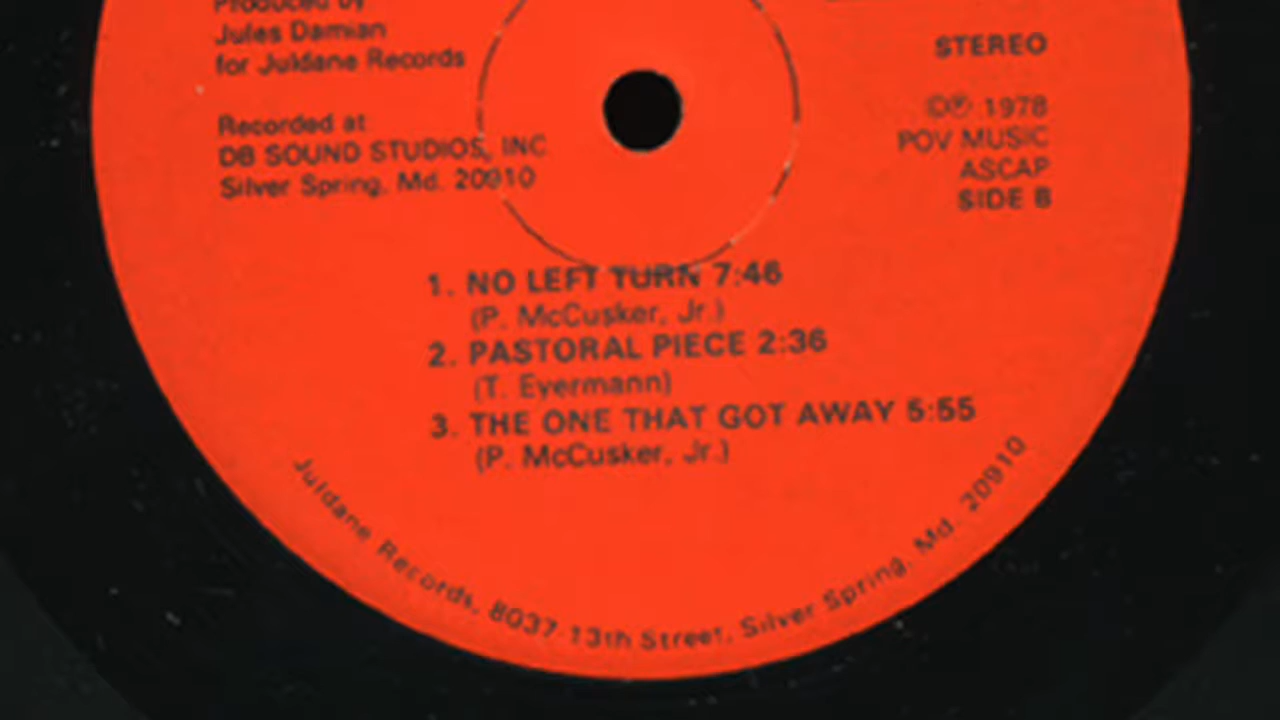 Produced by
Jules Damian
for Juldane Records
Recorded at
DB SOUND STUDIOS, INC
Silver Spring, Md. 20910
STEREO
©℗ 1978
POV MUSIC
ASCAP
SIDE B
1. NO LEFT TURN 7:46
(P. McCusker, Jr.)
2. PASTORAL PIECE 2:36
(T. Eyermann)
3. THE ONE THAT GOT AWAY 5:55
(P. McCusker, Jr.)
Juldane Records, 8037 13th Street, Silver Spring, Md. 20910